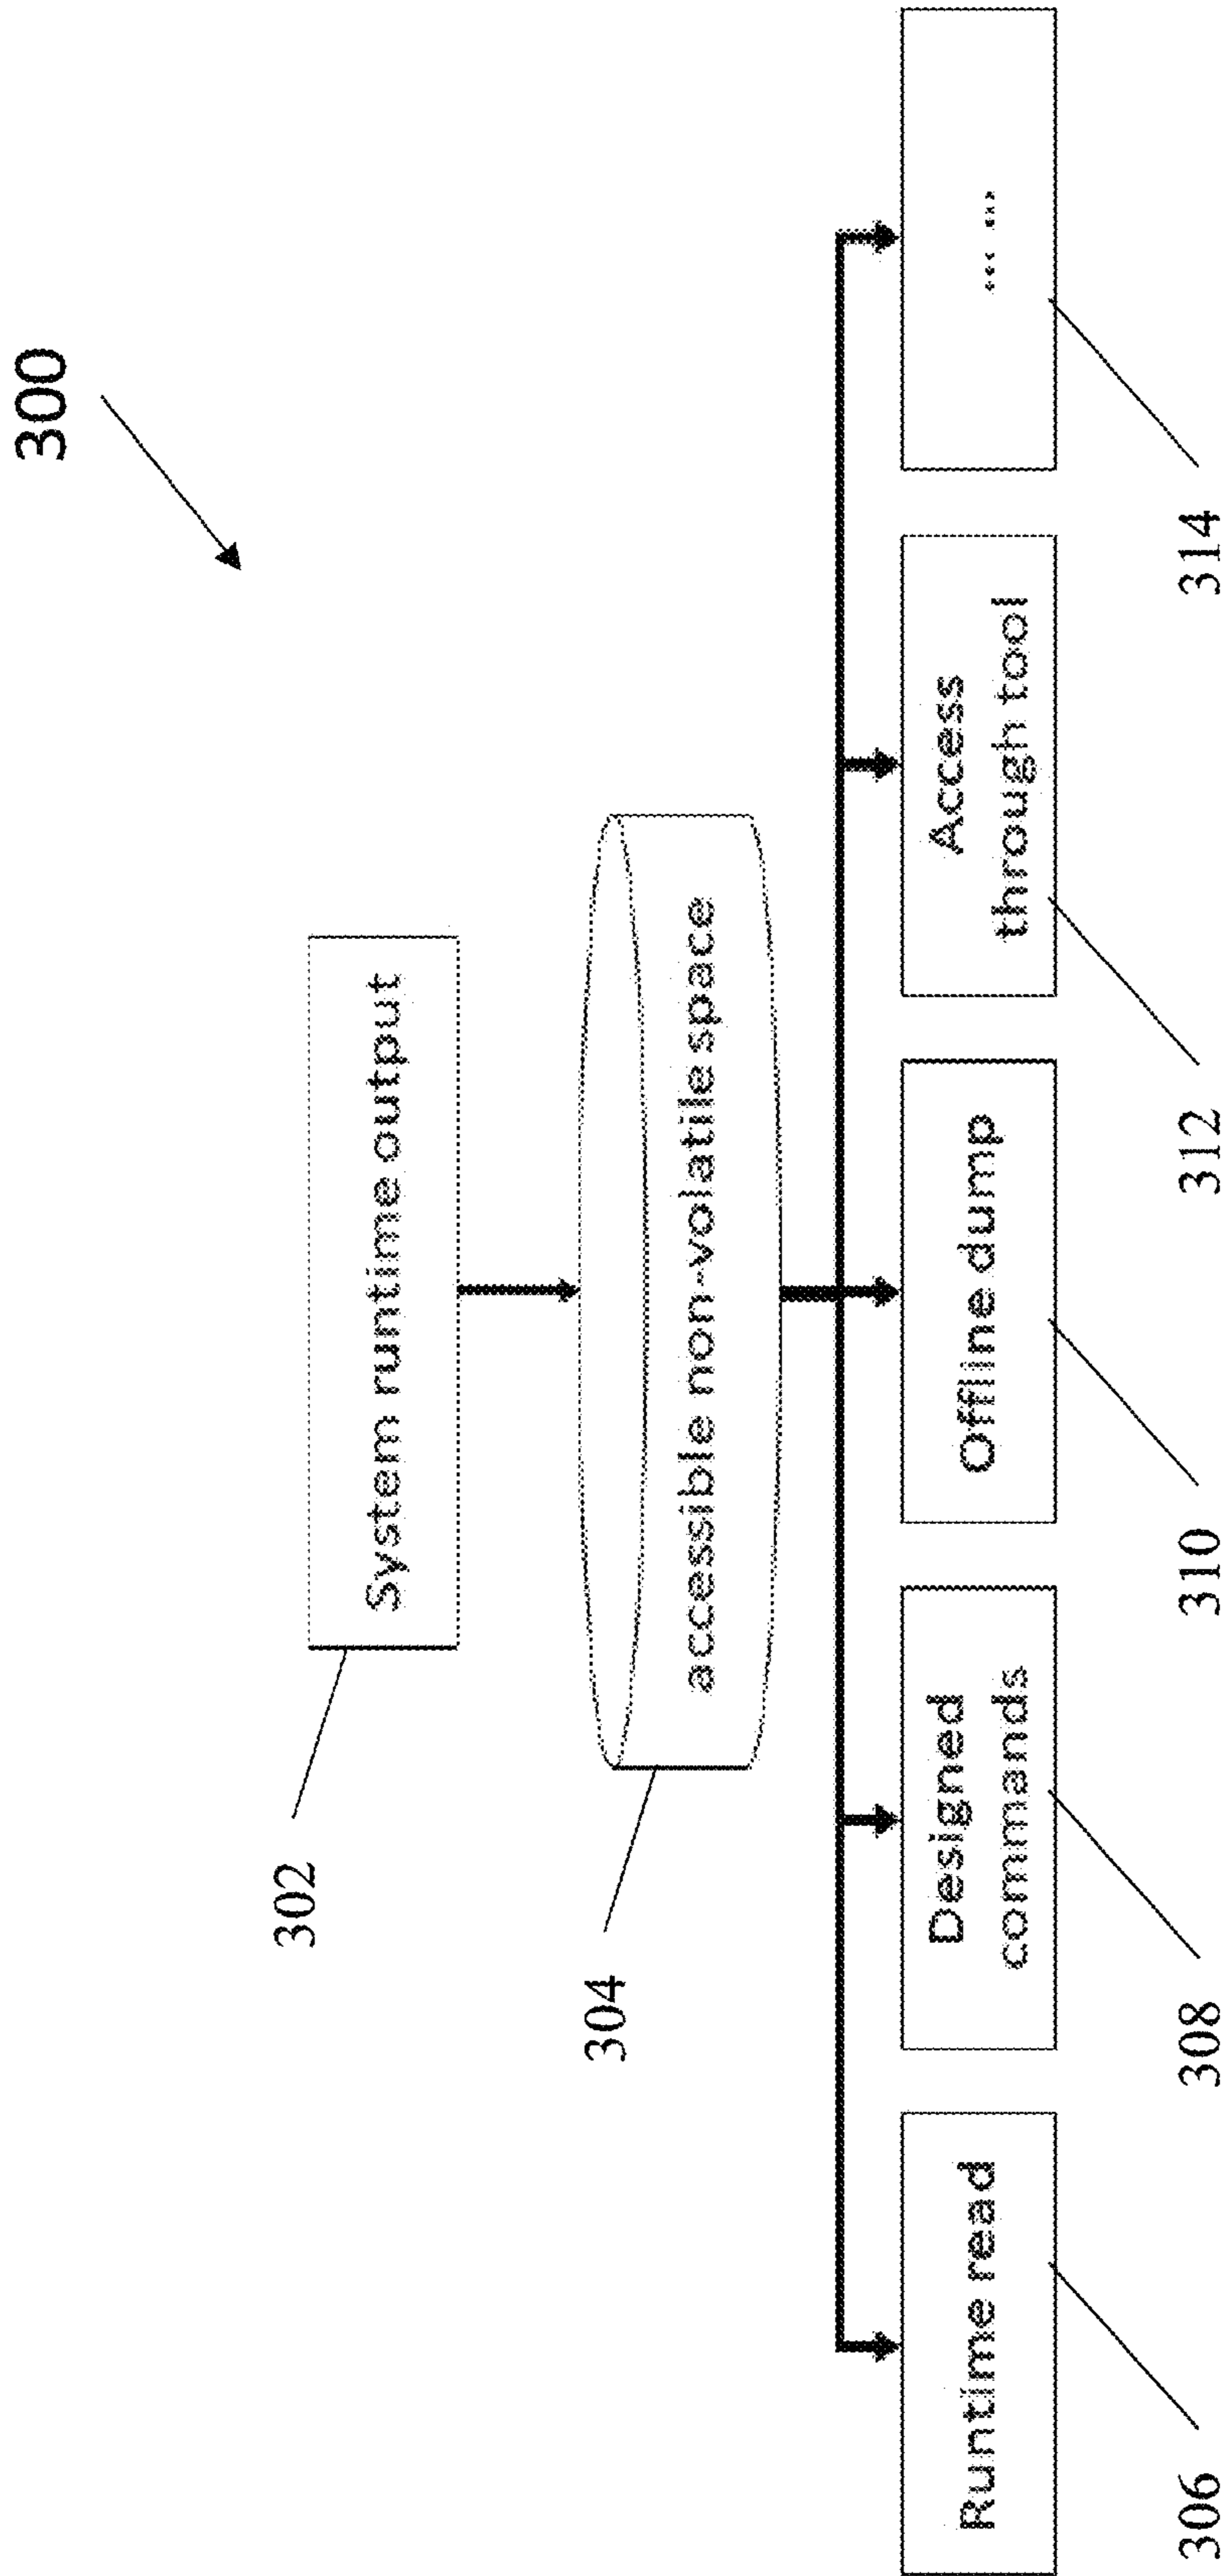 300
302
System runtime output
304
accessible non-volatile space
Runtime read
Designed
commands
Offline dump
Access
through tool
... ...
306
308
310
312
314